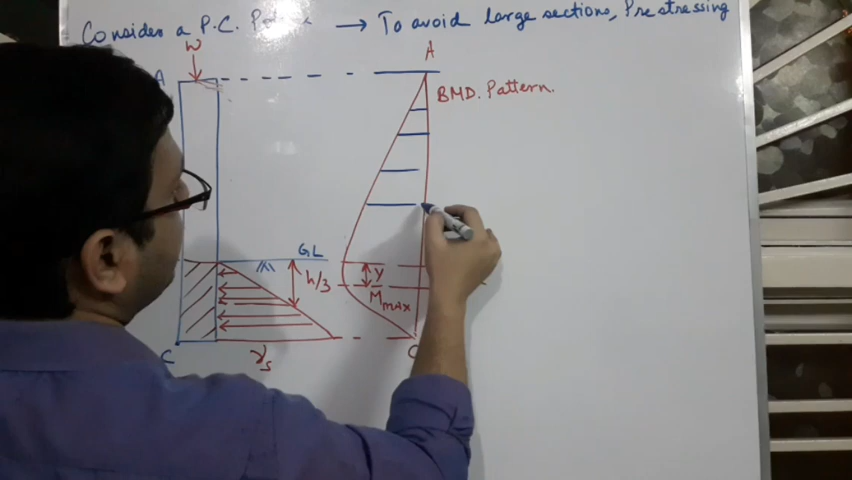 Consider a P.C. → To avoid large sections, Prestressing
W
A
A
BMD. Pattern.
GL
h/3
y
Mmax
C
C
γs